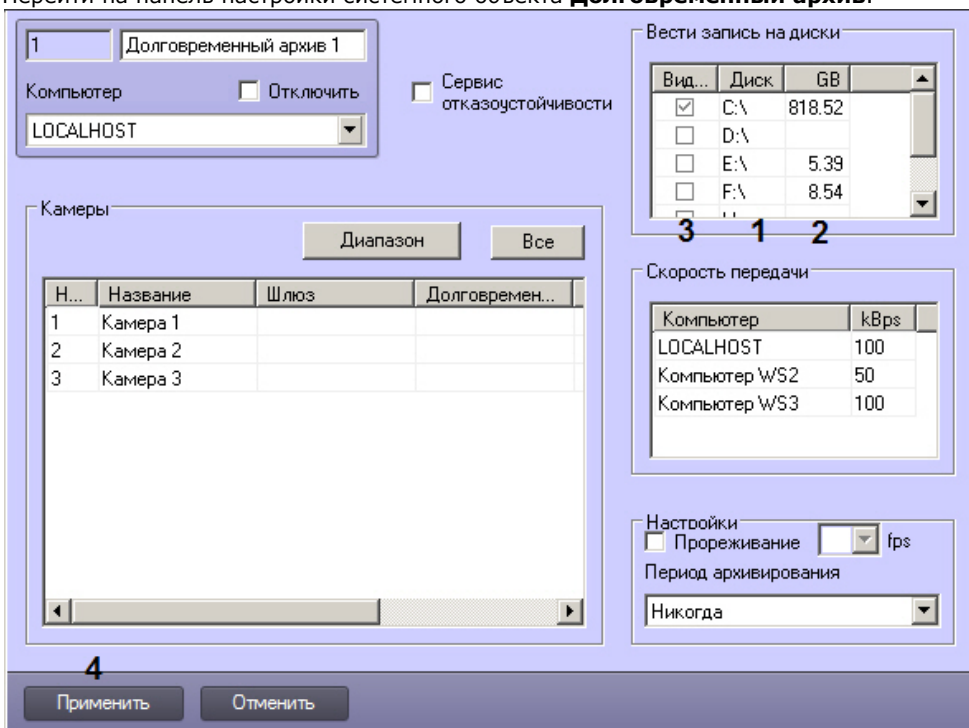 Перейти на панель настройки системного объекта Долговременный архив.
1
Долговременный архив 1
Компьютер
Отключить
LOCALHOST
Сервис
отказоустойчивости
Вести запись на диски
Вид... Диск GB
C:\ 818.52
D:\
E:\ 5.39
F:\ 8.54
3 1 2
Камеры
Диапазон
Все
Н... Название Шлюз Долговремен...
1 Камера 1
2 Камера 2
3 Камера 3
Скорость передачи
Компьютер kBps
LOCALHOST 100
Компьютер WS2 50
Компьютер WS3 100
Настройки
Прореживание fps
Период архивирования
Никогда
4
Применить
Отменить